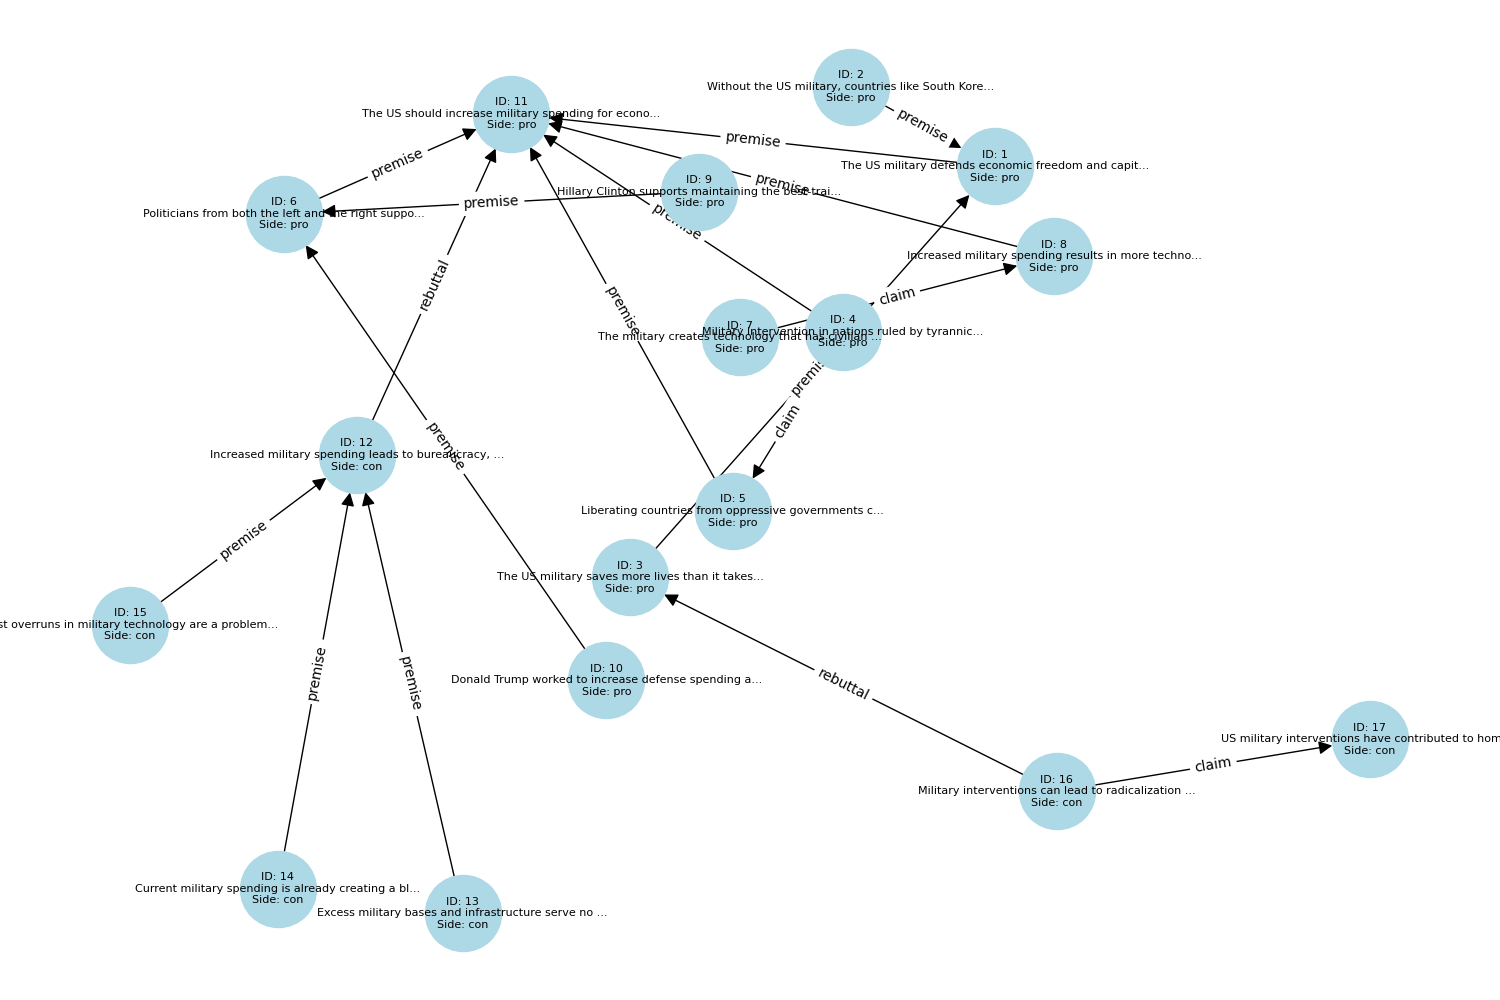 ID: 2
Without the US military, countries like South Kore...
Side: pro
premise
ID: 11
The US should increase military spending for econo...
Side: pro
premise
ID: 1
The US military defends economic freedom and capit...
Side: pro
premise
ID: 9
Hillary Clinton supports maintaining the best-trai...
Side: pro
premise
premise
premise
ID: 6
Politicians from both the left and the right suppo...
Side: pro
ID: 8
Increased military spending results in more techno...
Side: pro
rebuttal
premise
claim
ID: 7
The military creates technology that has civilian ...
Side: pro
ID: 4
Military intervention in nations ruled by tyrannic...
Side: pro
premise
claim
premise
ID: 12
Increased military spending leads to bureaucracy, ...
Side: con
ID: 5
Liberating countries from oppressive governments c...
Side: pro
premise
ID: 3
The US military saves more lives than it takes...
Side: pro
ID: 15
st overruns in military technology are a problem...
Side: con
premise
premise
ID: 10
Donald Trump worked to increase defense spending a...
Side: pro
rebuttal
ID: 17
US military interventions have contributed to hom
Side: con
claim
ID: 16
Military interventions can lead to radicalization ...
Side: con
ID: 14
Current military spending is already creating a bl...
Side: con
ID: 13
Excess military bases and infrastructure serve no ...
Side: con